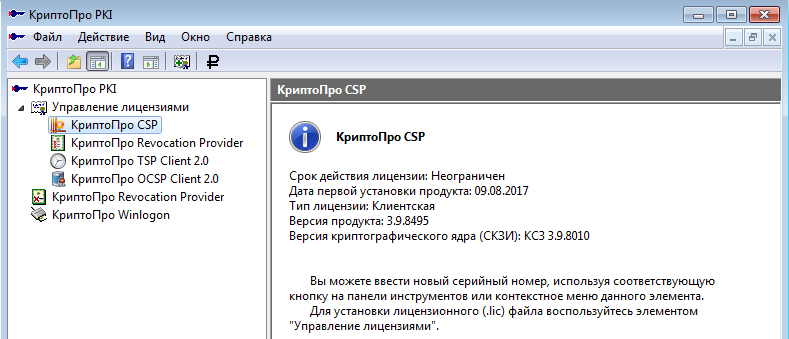 КриптоПро PKI
Файл Действие Вид Окно Справка
КриптоПро PKI
Управление лицензиями
КриптоПро CSP
КриптоПро Revocation Provider
КриптоПро TSP Client 2.0
КриптоПро OCSP Client 2.0
КриптоПро Revocation Provider
КриптоПро Winlogon
КриптоПро CSP
КриптоПро CSP
Срок действия лицензии: Неограничен
Дата первой установки продукта: 09.08.2017
Тип лицензии: Клиентская
Версия продукта: 3.9.8495
Версия криптографического ядра (СКЗИ): КС3 3.9.8010
Вы можете ввести новый серийный номер, используя соответствующую
кнопку на панели инструментов или контекстное меню данного элемента.
Для установки лицензионного (.lic) файла воспользуйтесь элементом
"Управление лицензиями".